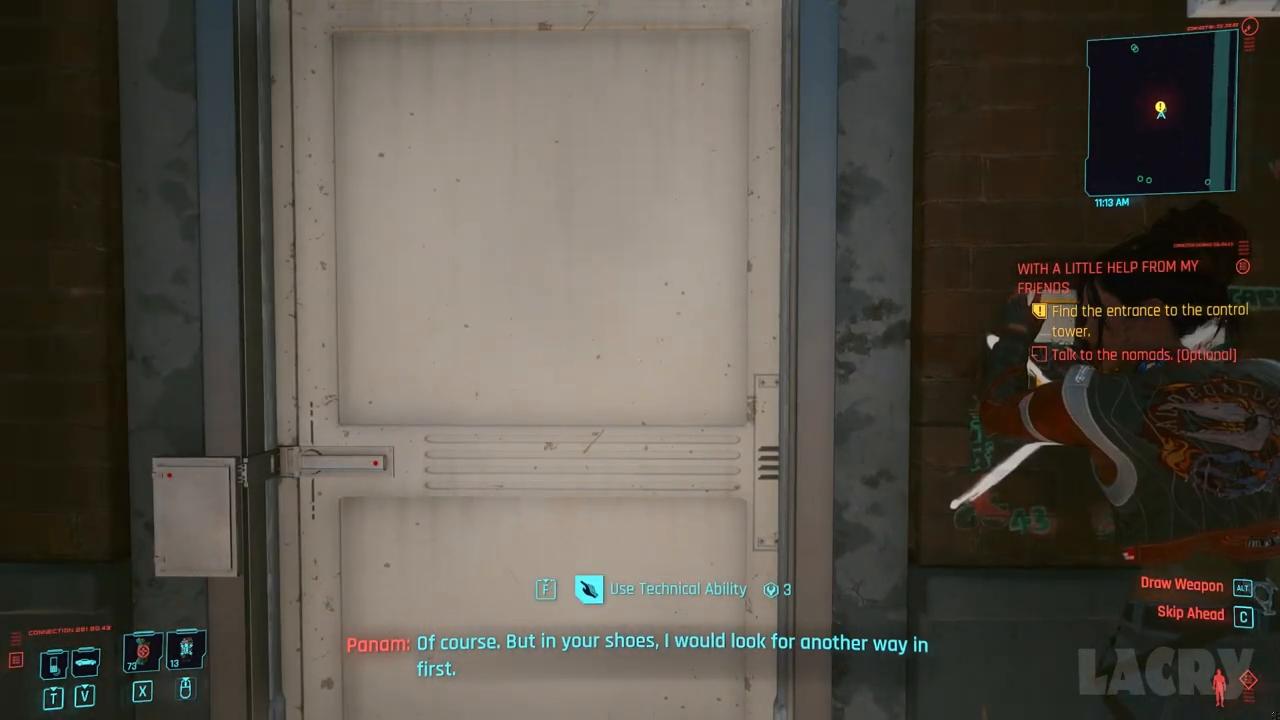 11:13 AM
WITH A LITTLE HELP FROM MY
FRIENDS
Find the entrance to the control
tower.
Talk to the nomads. [Optional]
43
F
Use Technical Ability
3
Panam: Of course. But in your shoes, I would look for another way in
first.
Draw Weapon ALT
Skip Ahead C
73
13
T
V
X
LACRY